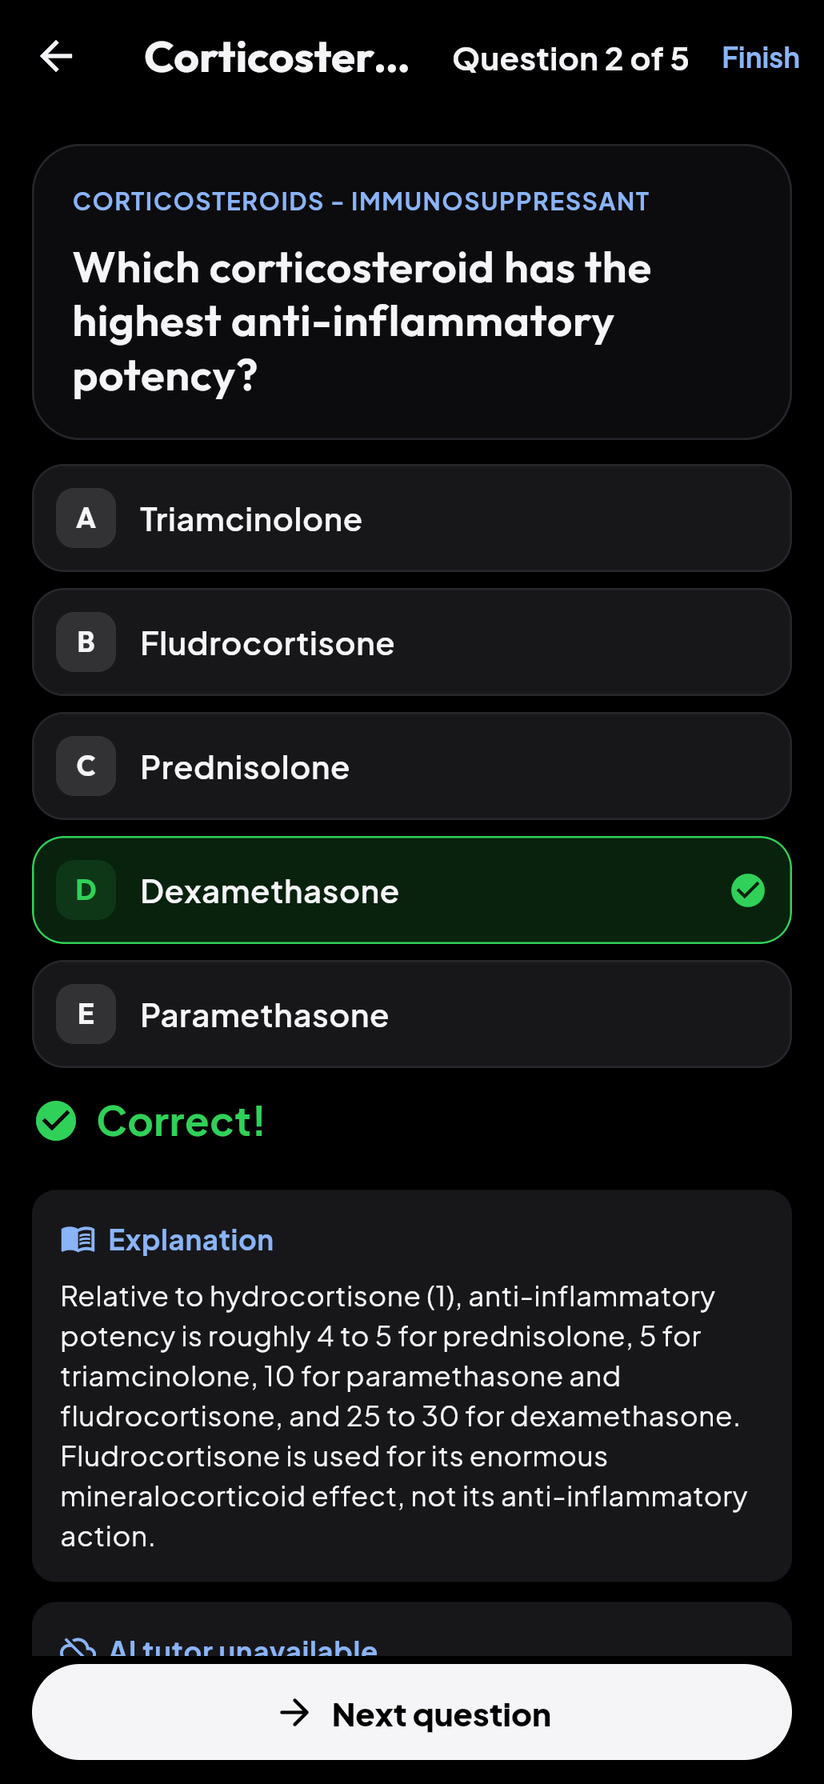 Corticoster...
Question 2 of 5
Finish
CORTICOSTEROIDS – IMMUNOSUPPRESSANT
Which corticosteroid has the
highest anti-inflammatory
potency?
A Triamcinolone
B Fludrocortisone
C Prednisolone
D Dexamethasone
E Paramethasone
Correct!
Explanation
Relative to hydrocortisone (1), anti-inflammatory
potency is roughly 4 to 5 for prednisolone, 5 for
triamcinolone, 10 for paramethasone and
fludrocortisone, and 25 to 30 for dexamethasone.
Fludrocortisone is used for its enormous
mineralocorticoid effect, not its anti-inflammatory
action.
AI tutor unavailable
Next question